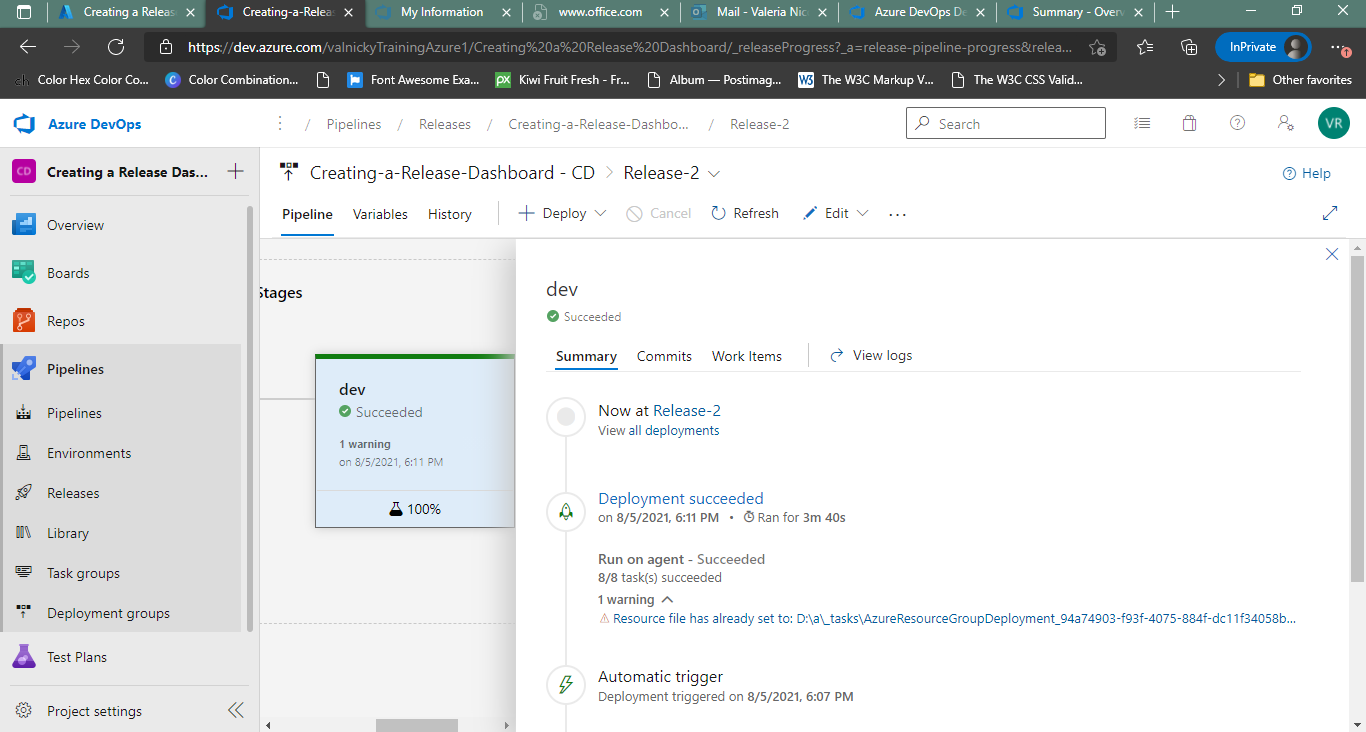 Creating a Releas
Creating-a-Relea
My Information
www.office.com
Mail - Valeria Nic
Azure DevOps D
Summary - Over
https://dev.azure.com/valnickyTrainingAzure1/Creating%20a%20Release%20Dashboard/_releaseProgress?_a=release-pipeline-progress&relea...
InPrivate
ch Color Hex Color Co...
C Color Combination...
Font Awesome Exa...
px Kiwi Fruit Fresh - Fr...
Album — Postimag...
W3 The W3C Markup V...
The W3C CSS Valid...
Other favorites
Azure DevOps
/ Pipelines / Releases / Creating-a-Release-Dashbo... / Release-2
Search
VR
CD Creating a Release Das...
Creating-a-Release-Dashboard - CD > Release-2
Help
Pipeline
Variables
History
Deploy
Cancel
Refresh
Edit
...
Overview
Boards
Repos
Pipelines
Pipelines
Environments
Releases
Library
Task groups
Deployment groups
Test Plans
Project settings
Stages
dev
Succeeded
1 warning
on 8/5/2021, 6:11 PM
100%
dev
Succeeded
Summary
Commits
Work Items
View logs
Now at Release-2
View all deployments
Deployment succeeded
on 8/5/2021, 6:11 PM • Ran for 3m 40s
Run on agent - Succeeded
8/8 task(s) succeeded
1 warning
Resource file has already set to: D:\a\_tasks\AzureResourceGroupDeployment_94a74903-f93f-4075-884f-dc11f34058b...
Automatic trigger
Deployment triggered on 8/5/2021, 6:07 PM